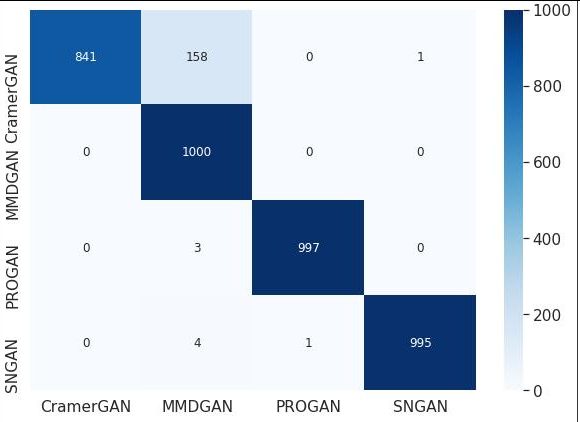 CramerGAN 841 158 0 1
MMDGAN 0 1000 0 0
PROGAN 0 3 997 0
SNGAN 0 4 1 995
CramerGAN MMDGAN PROGAN SNGAN
1000
800
600
400
200
0